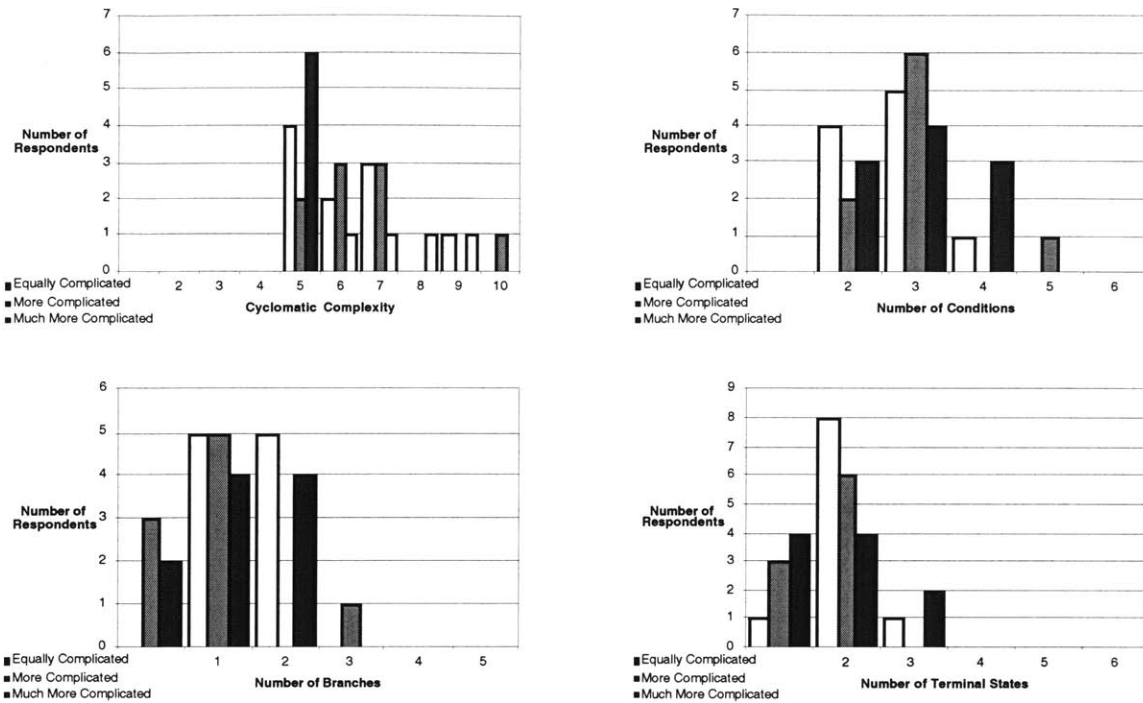 7
6
5
4
Number of
Respondents
3
2
1
0
■ Equally Complicated
■ More Complicated
■ Much More Complicated
2 3 4 5 6 7 8 9 10
Cyclomatic Complexity
7
6
5
4
Number of
Respondents
3
2
1
0
■ Equally Complicated
■ More Complicated
■ Much More Complicated
2 3 4 5 6
Number of Conditions
6
5
4
Number of
Respondents
3
2
1
0
■ Equally Complicated
■ More Complicated
■ Much More Complicated
1 2 3 4 5
Number of Branches
9
8
7
6
5
Number of
Respondents
4
3
2
1
0
■ Equally Complicated
■ More Complicated
■ Much More Complicated
2 3 4 5 6
Number of Terminal States